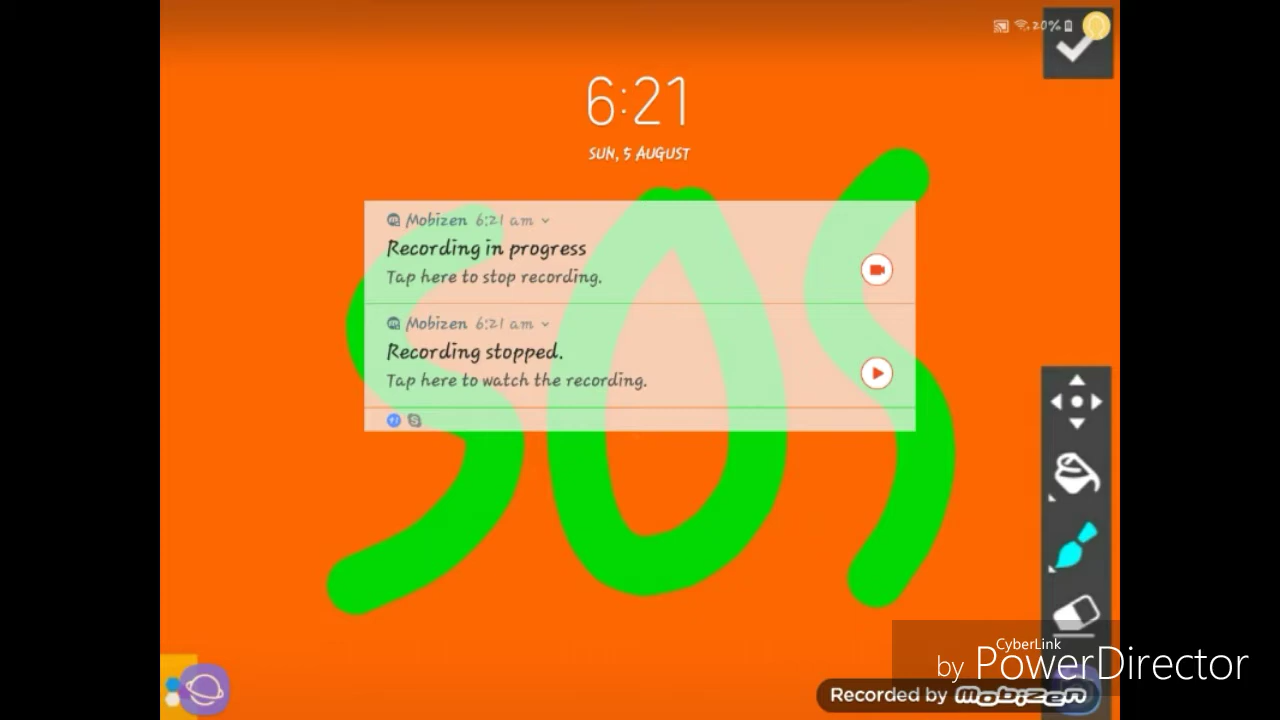 20%
6:21
SUN, 5 AUGUST
Mobizen 6:21 am
Recording in progress
Tap here to stop recording.
Mobizen 6:21 am
Recording stopped.
Tap here to watch the recording.
SOS
CyberLink
by PowerDirector
Recorded by mobizen